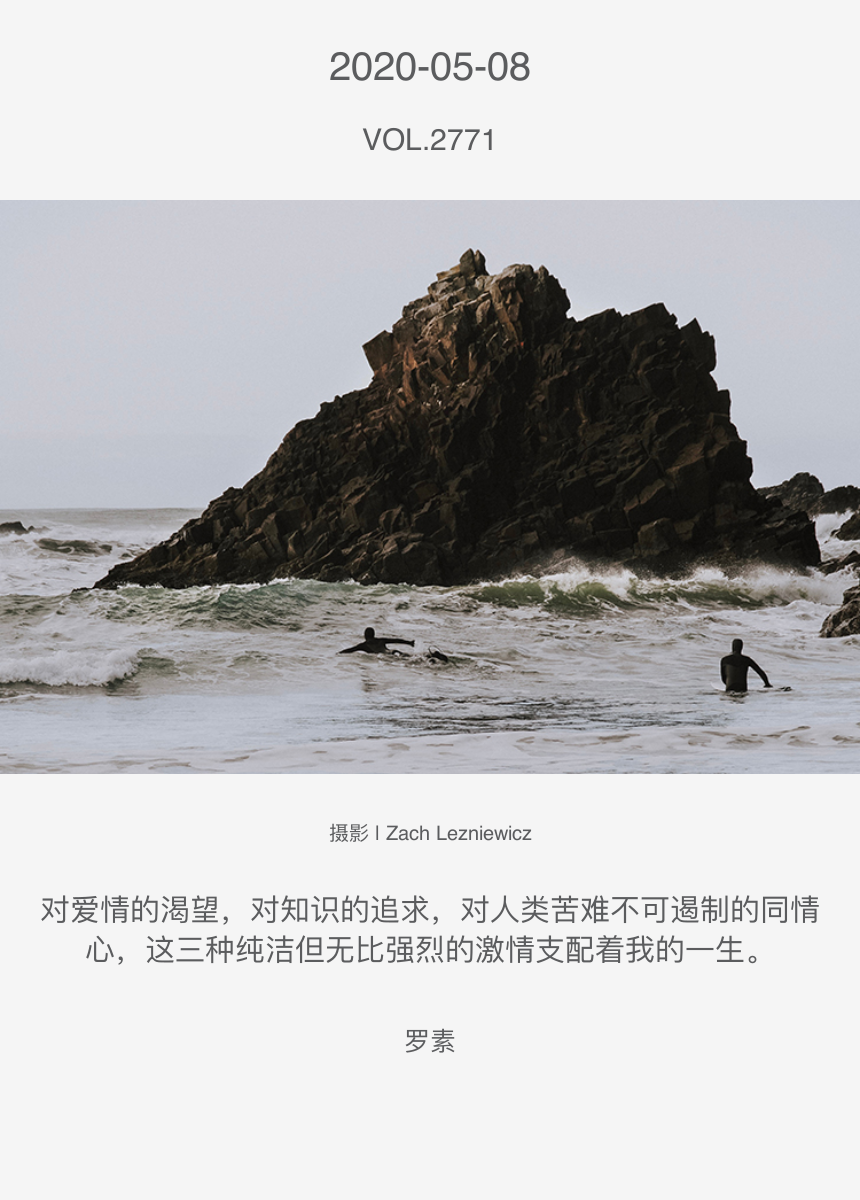 2020-05-08
VOL.2771
摄影 | Zach Lezniewicz
对爱情的渴望，对知识的追求，对人类苦难不可遏制的同情
心，这三种纯洁但无比强烈的激情支配着我的一生。
罗素